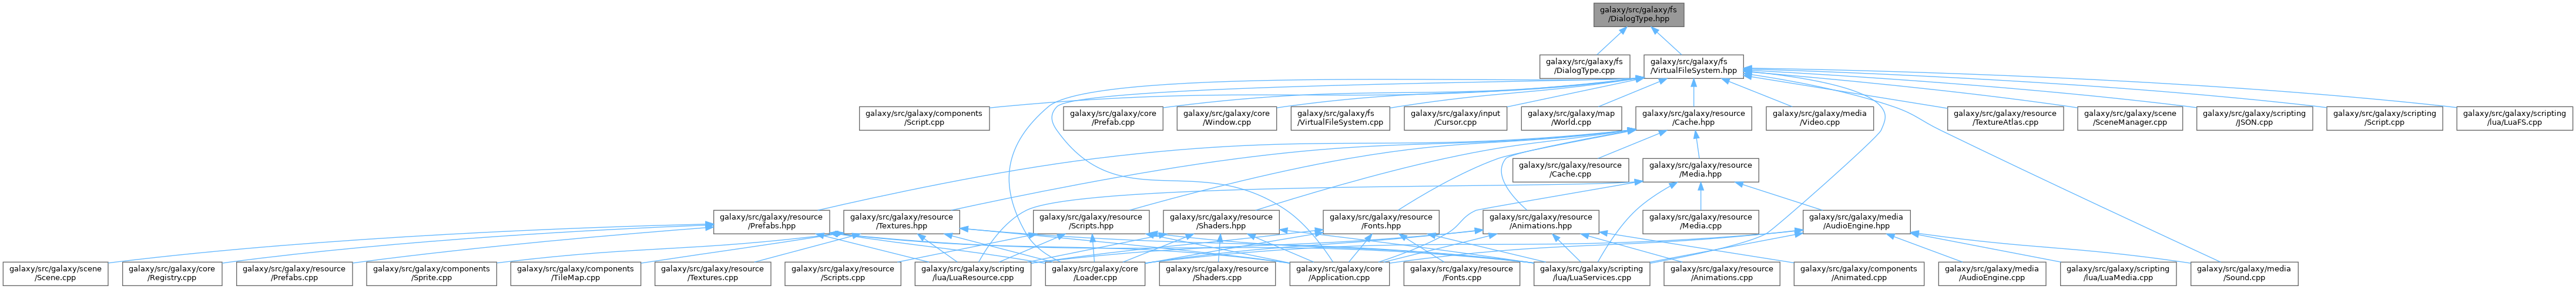 galaxy/src/galaxy/fs
/DialogType.hpp
galaxy/src/galaxy/fs
/DialogType.cpp
galaxy/src/galaxy/fs
/VirtualFileSystem.hpp
galaxy/src/galaxy/components
/Script.cpp
galaxy/src/galaxy/core
/Prefab.cpp
galaxy/src/galaxy/core
/Window.cpp
galaxy/src/galaxy/fs
/VirtualFileSystem.cpp
galaxy/src/galaxy/input
/Cursor.cpp
galaxy/src/galaxy/map
/World.cpp
galaxy/src/galaxy/resource
/Cache.hpp
galaxy/src/galaxy/media
/Video.cpp
galaxy/src/galaxy/resource
/TextureAtlas.cpp
galaxy/src/galaxy/scene
/SceneManager.cpp
galaxy/src/galaxy/scripting
/JSON.cpp
galaxy/src/galaxy/scripting
/Script.cpp
galaxy/src/galaxy/scripting
/lua/LuaFS.cpp
galaxy/src/galaxy/resource
/Cache.cpp
galaxy/src/galaxy/resource
/Media.hpp
galaxy/src/galaxy/resource
/Prefabs.hpp
galaxy/src/galaxy/resource
/Textures.hpp
galaxy/src/galaxy/resource
/Scripts.hpp
galaxy/src/galaxy/resource
/Shaders.hpp
galaxy/src/galaxy/resource
/Fonts.hpp
galaxy/src/galaxy/resource
/Animations.hpp
galaxy/src/galaxy/resource
/Media.cpp
galaxy/src/galaxy/media
/AudioEngine.hpp
galaxy/src/galaxy/scene
/Scene.cpp
galaxy/src/galaxy/core
/Registry.cpp
galaxy/src/galaxy/resource
/Prefabs.cpp
galaxy/src/galaxy/components
/Sprite.cpp
galaxy/src/galaxy/components
/TileMap.cpp
galaxy/src/galaxy/resource
/Textures.cpp
galaxy/src/galaxy/resource
/Scripts.cpp
galaxy/src/galaxy/scripting
/lua/LuaResource.cpp
galaxy/src/galaxy/core
/Loader.cpp
galaxy/src/galaxy/resource
/Shaders.cpp
galaxy/src/galaxy/core
/Application.cpp
galaxy/src/galaxy/resource
/Fonts.cpp
galaxy/src/galaxy/scripting
/lua/LuaServices.cpp
galaxy/src/galaxy/resource
/Animations.cpp
galaxy/src/galaxy/components
/Animated.cpp
galaxy/src/galaxy/media
/AudioEngine.cpp
galaxy/src/galaxy/scripting
/lua/LuaMedia.cpp
galaxy/src/galaxy/media
/Sound.cpp